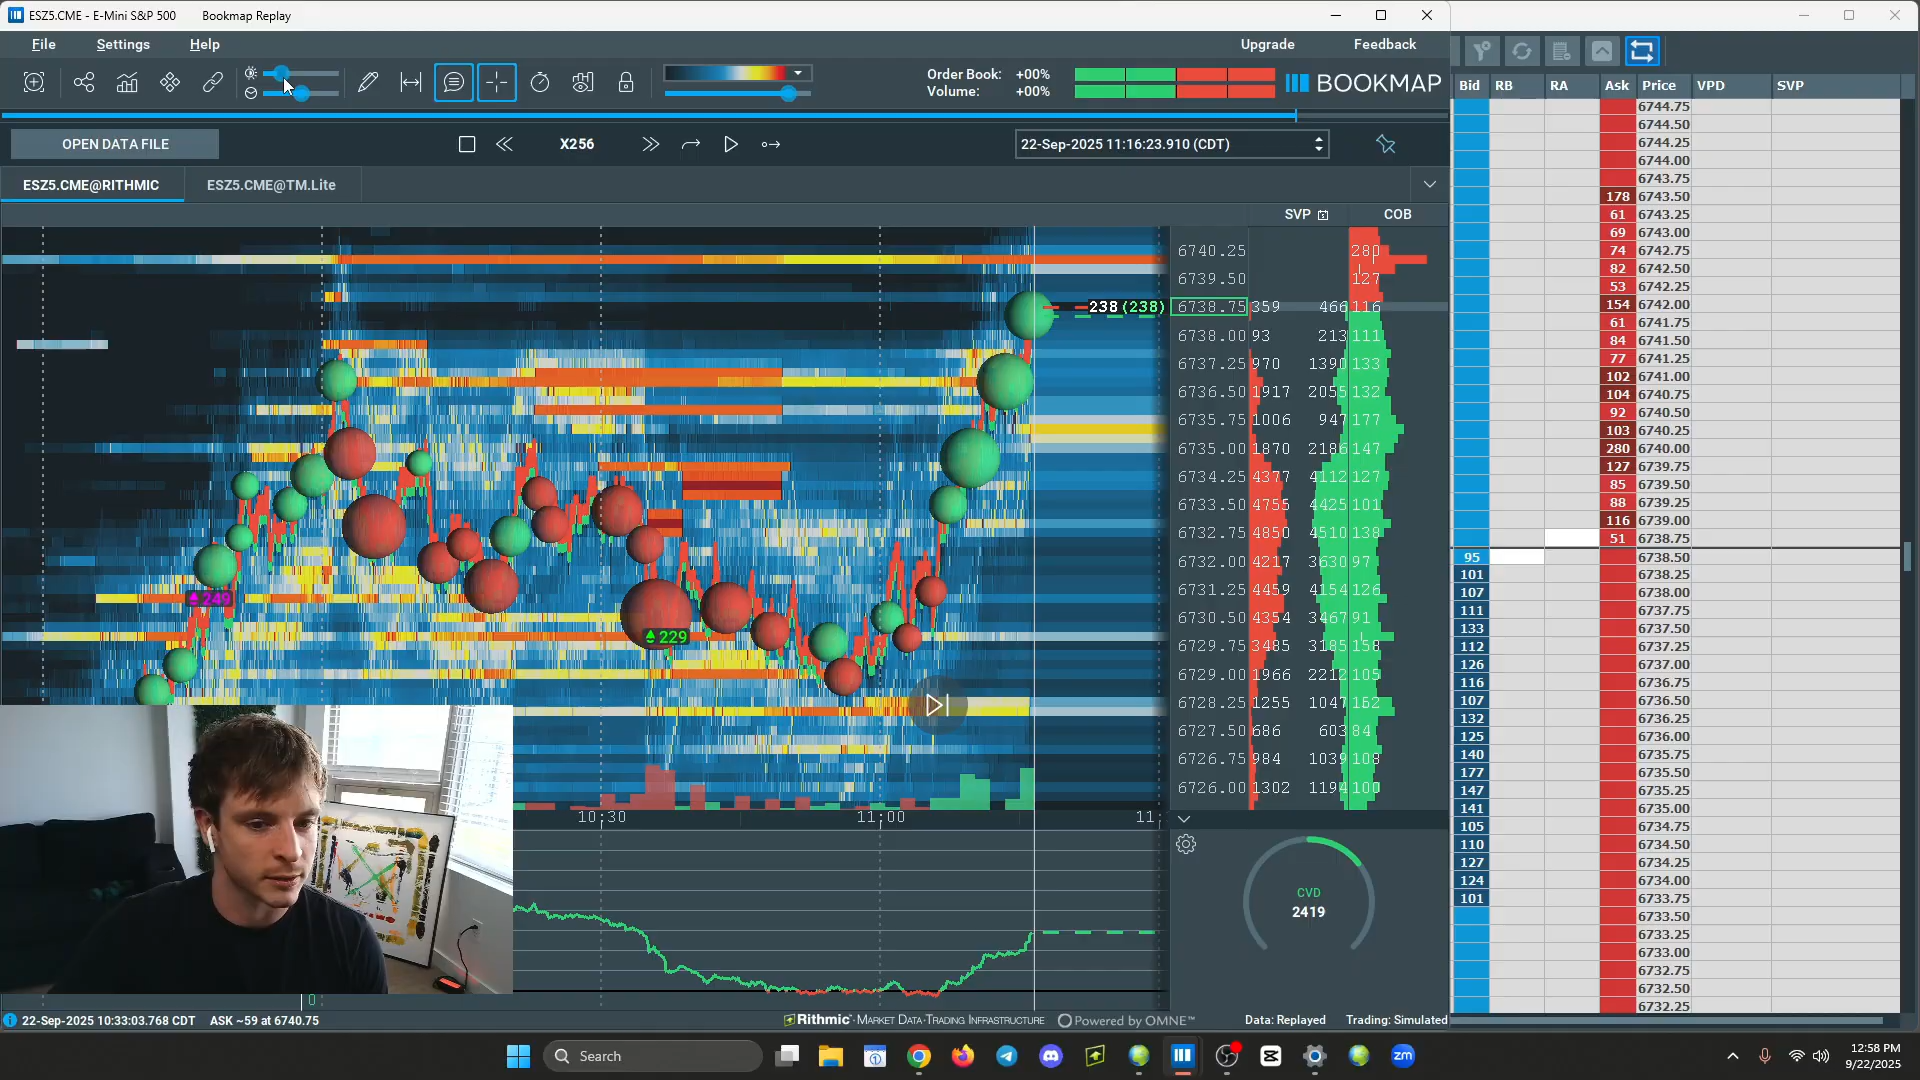 ESZ5.CME - E-Mini S&P 500 Bookmap Replay
File Settings Help Upgrade Feedback
Order Book: +00%
Volume: +00%
BOOKMAP
OPEN DATA FILE X256 22-Sep-2025 11:16:23.910 (CDT)
ESZ5.CME@RITHMIC ESZ5.CME@TM.Lite
SVP COB
6740.25 280
6739.50 127
238 (238) 6738.75 359 466 116
6738.00 93 213 111
6737.25 970 1390 133
6736.50 1917 2055 132
6735.75 1006 947 177
6735.00 1870 2186 147
6734.25 4377 4112 127
6733.50 4755 4425 101
6732.75 4850 4510 138
6732.00 4217 3630 97
6731.25 4459 4154 126
249
6730.50 4354 3467 91
229
6729.75 3485 3185 158
6729.00 1966 2212 105
6728.25 1255 1047 162
6727.50 686 603 84
6726.75 984 1039 108
6726.00 1302 1194 100
10:30 11:00 11:
CVD
2419
0
22-Sep-2025 10:33:03.768 CDT ASK ~59 at 6740.75
Rithmic · MARKET DATA · TRADING INFRASTRUCTURE Powered by OMNE™ Data: Replayed Trading: Simulated
Bid RB RA Ask Price VPD SVP
6744.75
6744.50
6744.25
6744.00
6743.75
178 6743.50
61 6743.25
69 6743.00
74 6742.75
82 6742.50
53 6742.25
154 6742.00
61 6741.75
84 6741.50
77 6741.25
102 6741.00
104 6740.75
92 6740.50
103 6740.25
280 6740.00
127 6739.75
85 6739.50
88 6739.25
116 6739.00
51 6738.75
95 6738.50
101 6738.25
107 6738.00
111 6737.75
133 6737.50
112 6737.25
126 6737.00
116 6736.75
107 6736.50
132 6736.25
125 6736.00
140 6735.75
177 6735.50
147 6735.25
141 6735.00
105 6734.75
110 6734.50
127 6734.25
124 6734.00
101 6733.75
6733.50
6733.25
6733.00
6732.75
6732.50
6732.25
Search
zm
12:58 PM
9/22/2025